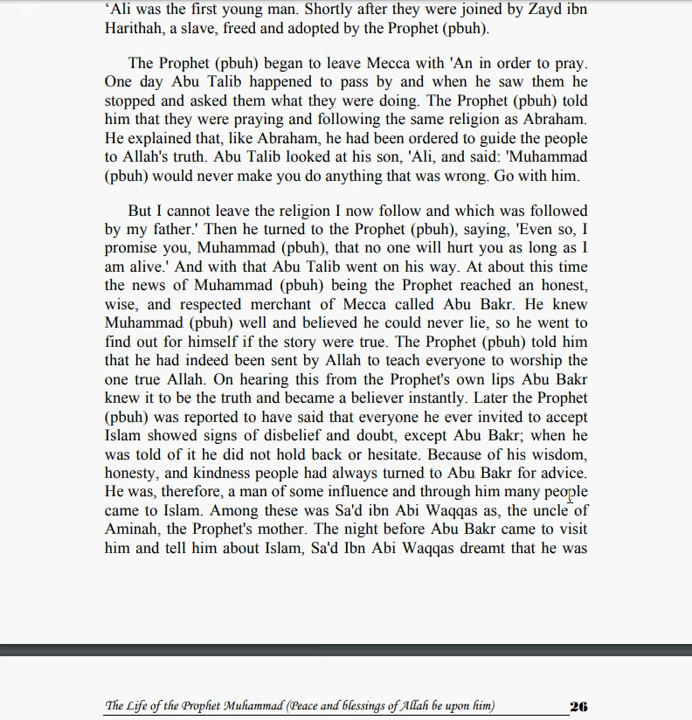 ‘Ali was the first young man. Shortly after they were joined by Zayd ibn
Harithah, a slave, freed and adopted by the Prophet (pbuh).
The Prophet (pbuh) began to leave Mecca with 'An in order to pray.
One day Abu Talib happened to pass by and when he saw them he
stopped and asked them what they were doing. The Prophet (pbuh) told
him that they were praying and following the same religion as Abraham.
He explained that, like Abraham, he had been ordered to guide the people
to Allah's truth. Abu Talib looked at his son, 'Ali, and said: 'Muhammad
(pbuh) would never make you do anything that was wrong. Go with him.
But I cannot leave the religion I now follow and which was followed
by my father.' Then he turned to the Prophet (pbuh), saying, 'Even so, I
promise you, Muhammad (pbuh), that no one will hurt you as long as I
am alive.' And with that Abu Talib went on his way. At about this time
the news of Muhammad (pbuh) being the Prophet reached an honest,
wise, and respected merchant of Mecca called Abu Bakr. He knew
Muhammad (pbuh) well and believed he could never lie, so he went to
find out for himself if the story were true. The Prophet (pbuh) told him
that he had indeed been sent by Allah to teach everyone to worship the
one true Allah. On hearing this from the Prophet's own lips Abu Bakr
knew it to be the truth and became a believer instantly. Later the Prophet
(pbuh) was reported to have said that everyone he ever invited to accept
Islam showed signs of disbelief and doubt, except Abu Bakr; when he
was told of it he did not hold back or hesitate. Because of his wisdom,
honesty, and kindness people had always turned to Abu Bakr for advice.
He was, therefore, a man of some influence and through him many people
came to Islam. Among these was Sa'd ibn Abi Waqqas as, the uncle of
Aminah, the Prophet's mother. The night before Abu Bakr came to visit
him and tell him about Islam, Sa'd Ibn Abi Waqqas dreamt that he was
The Life of the Prophet Muhammad (Peace and blessings of Allah be upon him) 26